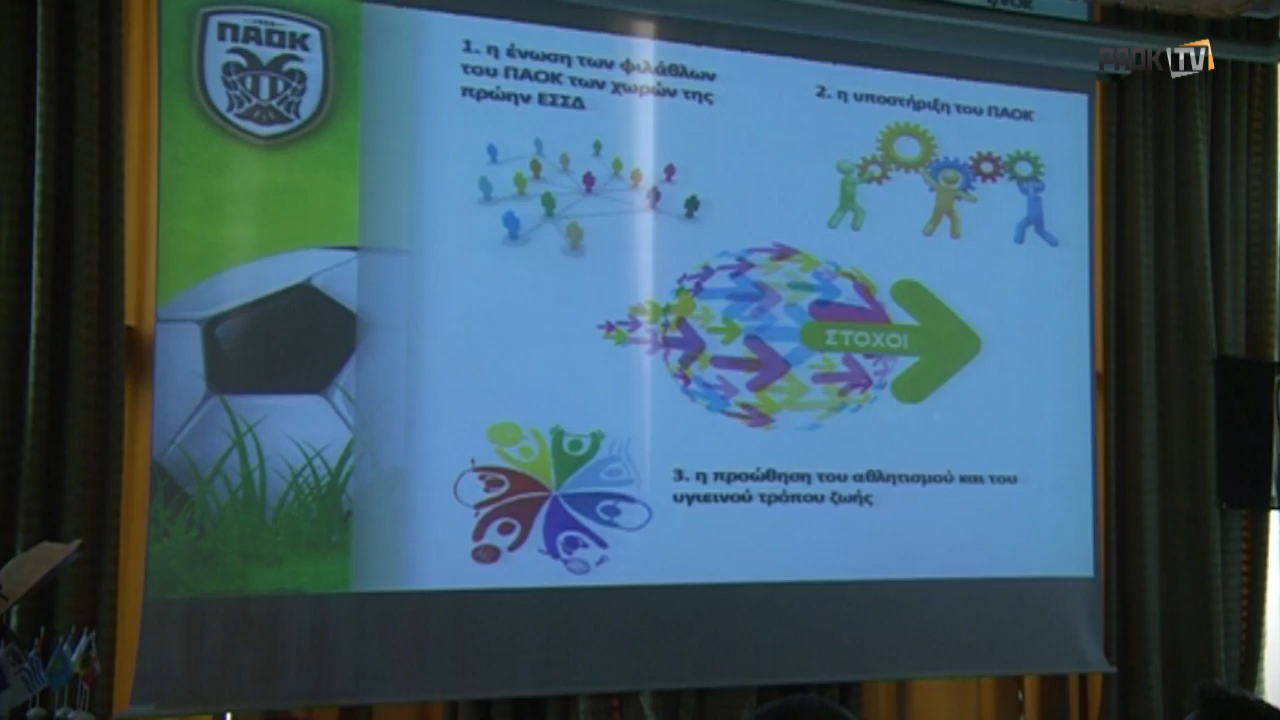 PAOK TV
ΠΑΟΚ
1. η ένωση των φιλάθλων
του ΠΑΟΚ των χωρών της
πρώην ΕΣΣΔ
2. η υποστήριξη του ΠΑΟΚ
ΣΤΟΧΟΙ
3. η προώθηση του αθλητισμού και του
υγιεινού τρόπου ζωής